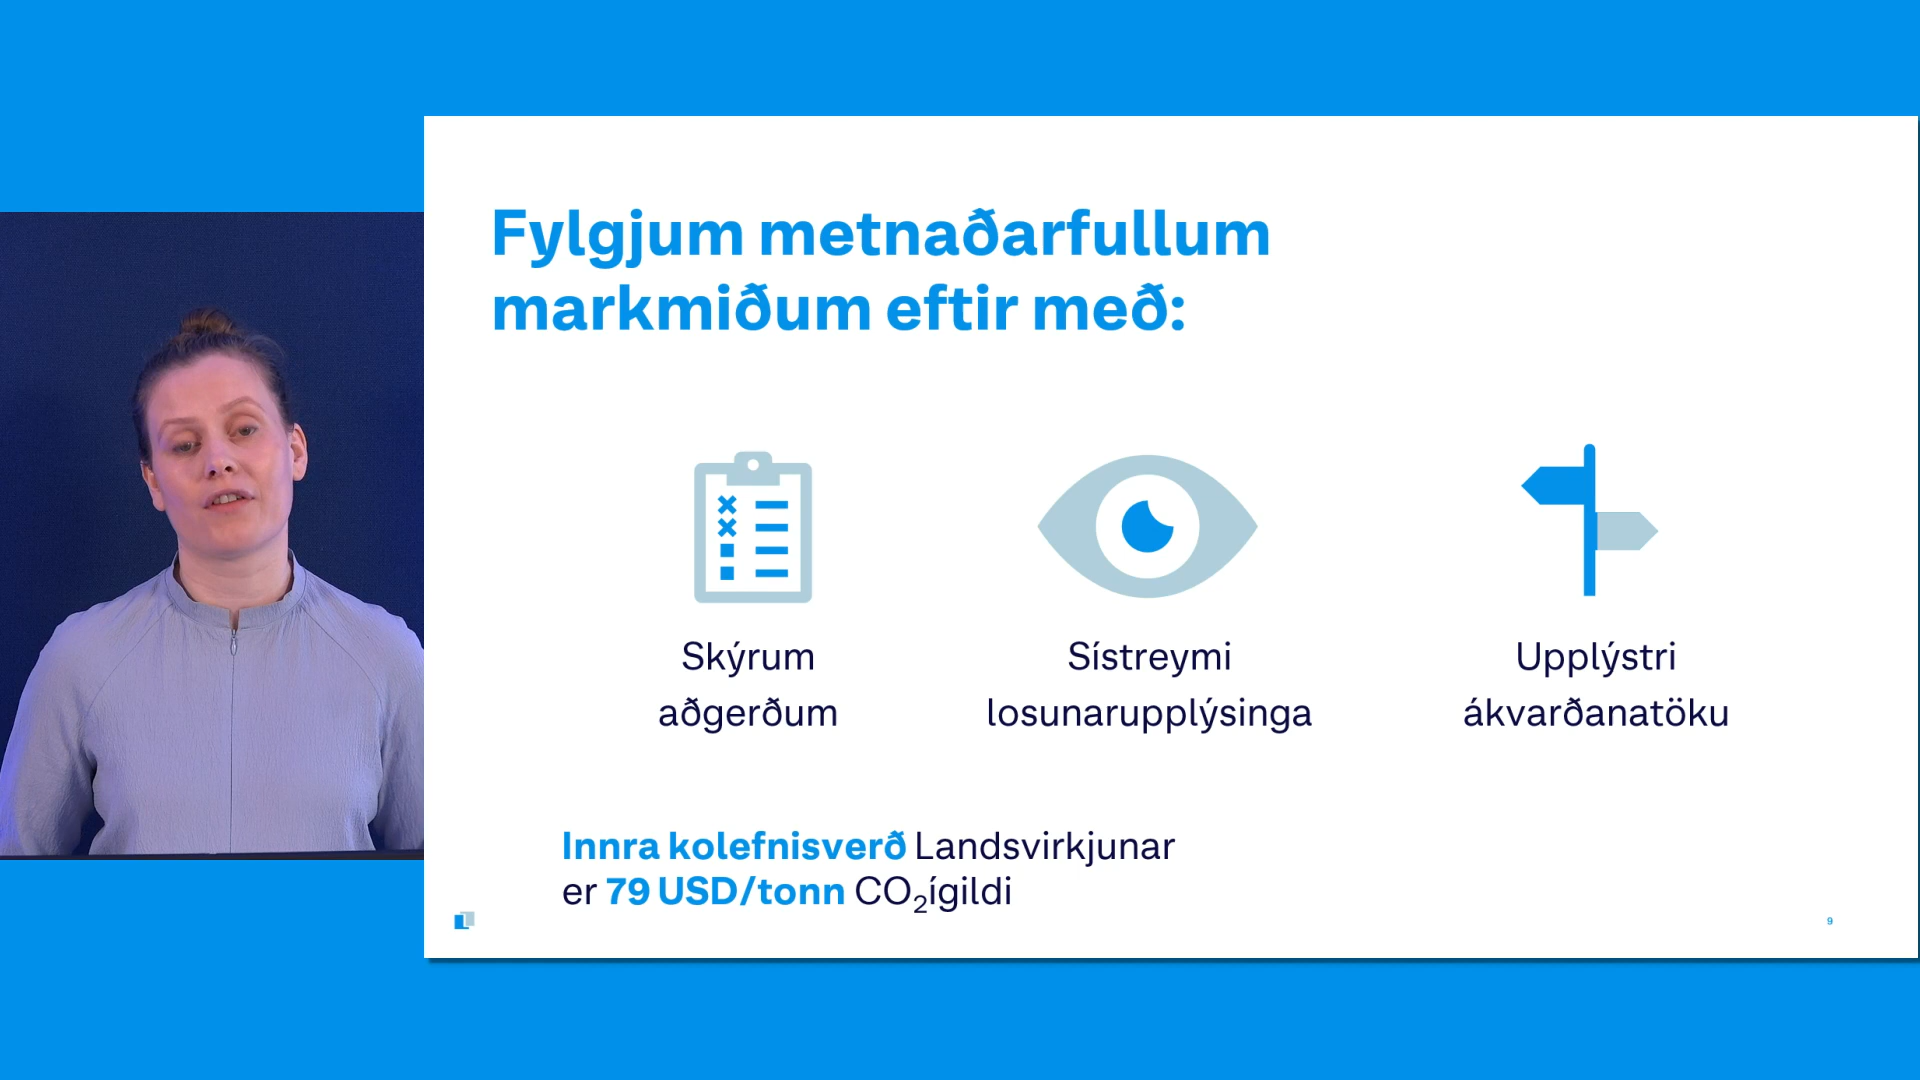 Fylgjum metnaðarfullum
markmiðum eftir með:
Skýrum
aðgerðum
Sístreymi
losunarupplýsinga
Upplýstri
ákvarðanatöku
Innra kolefnisverð Landsvirkjunar
er 79 USD/tonn CO₂ígildi
9